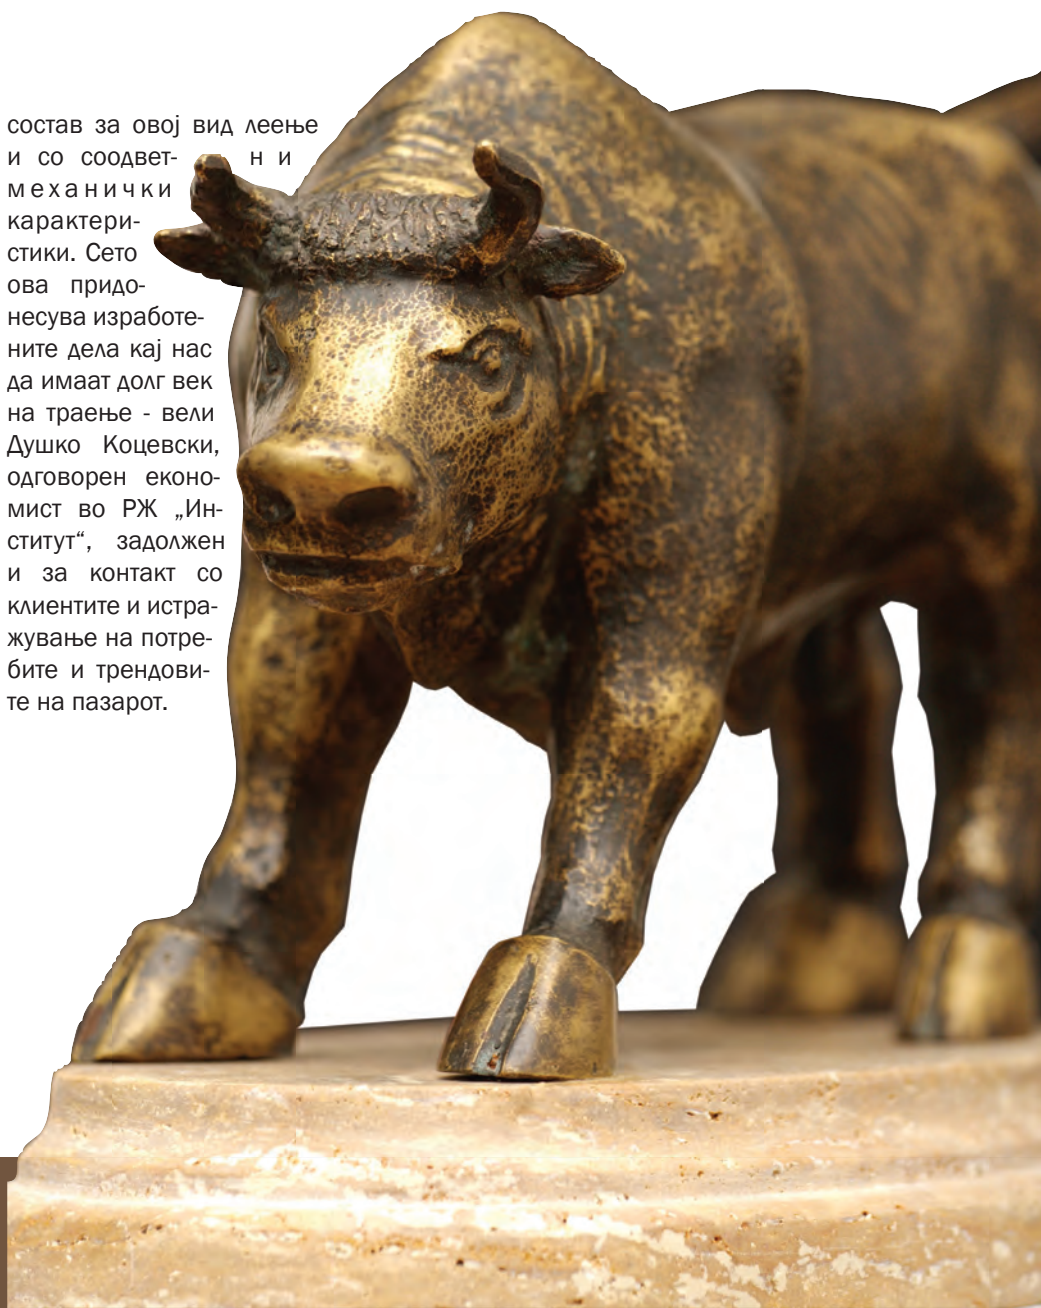 состав за овој вид леење
и со соодвет- н и
механички
карактери-
стики. Сето
ова придо-
несува изработе-
ните дела кај нас
да имаат долг век
на траење - вели
Душко Коцевски,
одговорен еконо-
мист во РЖ „Ин-
ститут“, задолжен
и за контакт со
клиентите и истра-
жување на потре-
бите и трендови-
те на пазарот.